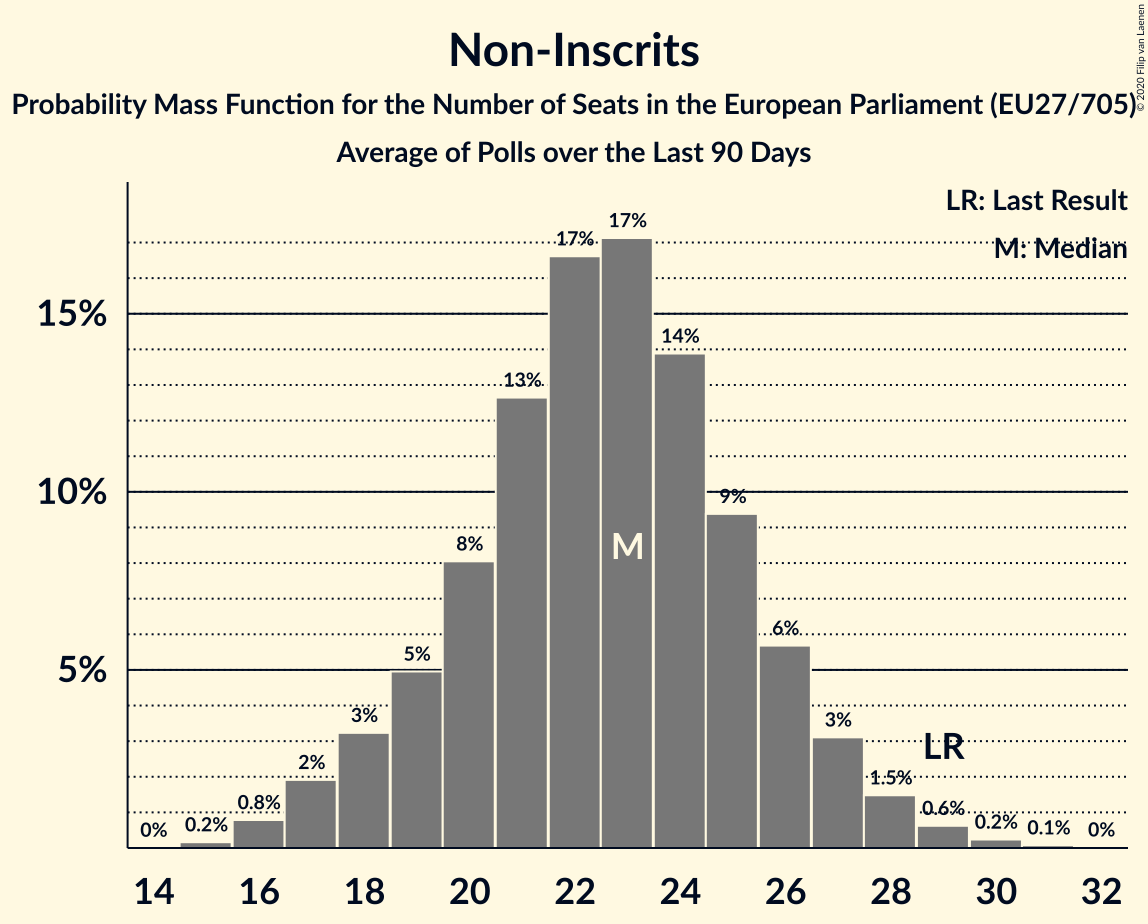 Non-Inscrits
Probability Mass Function for the Number of Seats in the European Parliament (EU27/705)
Average of Polls over the Last 90 Days
© 2020 Filip van Laenen
LR: Last Result
M: Median
17%
17%
15%
14%
13%
10%
9%
8%
M
6%
5%
5%
3%
3%
LR
2%
1.5%
0.8%
0.6%
0%
0.2%
0.2%
0.1%
0%
14 16 18 20 22 24 26 28 30 32